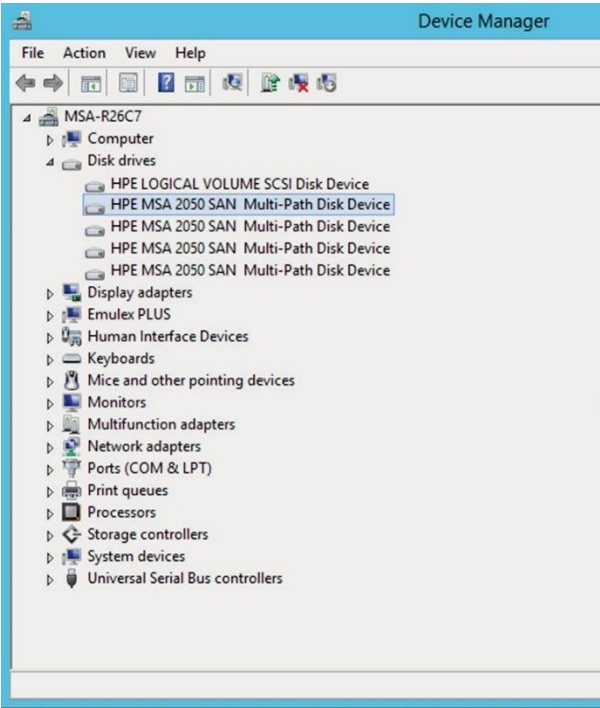 Device Manager
File Action View Help
MSA-R26C7
Computer
Disk drives
HPE LOGICAL VOLUME SCSI Disk Device
HPE MSA 2050 SAN  Multi-Path Disk Device
HPE MSA 2050 SAN  Multi-Path Disk Device
HPE MSA 2050 SAN  Multi-Path Disk Device
HPE MSA 2050 SAN  Multi-Path Disk Device
Display adapters
Emulex PLUS
Human Interface Devices
Keyboards
Mice and other pointing devices
Monitors
Multifunction adapters
Network adapters
Ports (COM & LPT)
Print queues
Processors
Storage controllers
System devices
Universal Serial Bus controllers